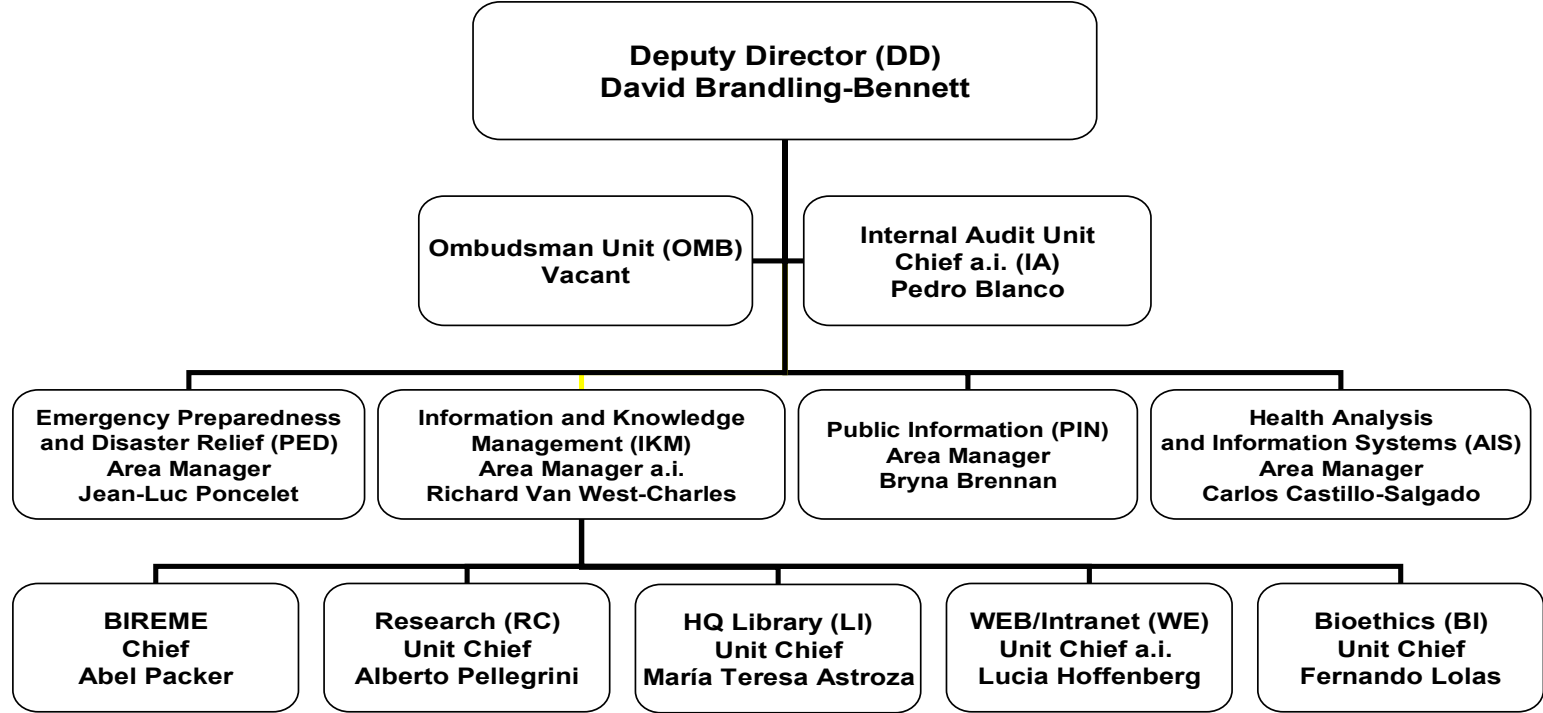 Deputy Director (DD)
David Brandling-Bennett
Ombudsman Unit (OMB)
Vacant
Internal Audit Unit
Chief a.i. (IA)
Pedro Blanco
Emergency Preparedness
and Disaster Relief (PED)
Area Manager
Jean-Luc Poncelet
Information and Knowledge
Management (IKM)
Area Manager a.i.
Richard Van West-Charles
Public Information (PIN)
Area Manager
Bryna Brennan
Health Analysis
and Information Systems (AIS)
Area Manager
Carlos Castillo-Salgado
BIREME
Chief
Abel Packer
Research (RC)
Unit Chief
Alberto Pellegrini
HQ Library (LI)
Unit Chief
María Teresa Astroza
WEB/Intranet (WE)
Unit Chief a.i.
Lucia Hoffenberg
Bioethics (BI)
Unit Chief
Fernando Lolas